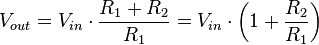 V_{out} = V_{in} \cdot \frac{R_1 + R_2}{R_1} = V_{in} \cdot \left(1 + \frac{R_2}{R_1}\right)